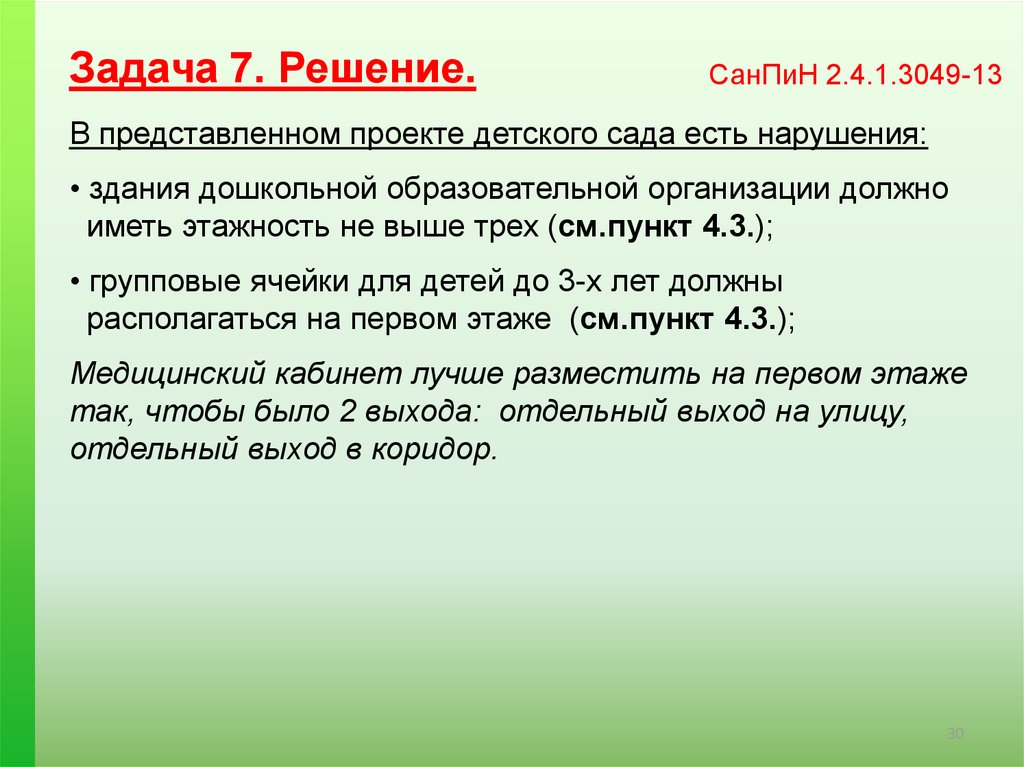 Задача 7. Решение.
СанПиН 2.4.1.3049-13
В представленном проекте детского сада есть нарушения:
• здания дошкольной образовательной организации должно
иметь этажность не выше трех (см.пункт 4.3.);
• групповые ячейки для детей до 3-х лет должны
располагаться на первом этаже (см.пункт 4.3.);
Медицинский кабинет лучше разместить на первом этаже
так, чтобы было 2 выхода: отдельный выход на улицу,
отдельный выход в коридор.
30